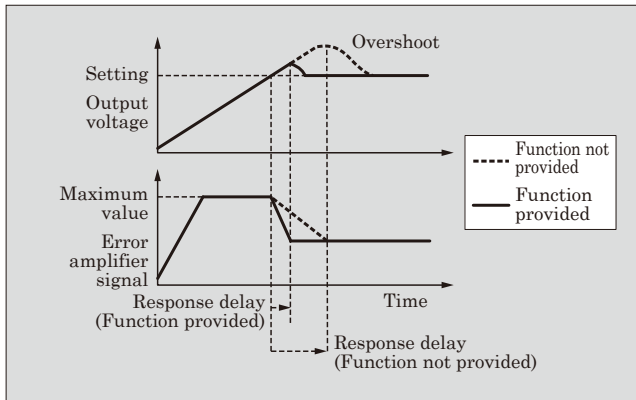 Overshoot
Setting
Output
voltage
Function not
provided
Function
provided
Maximum
value
Error
amplifier
signal
Time
Response delay
(Function provided)
Response delay
(Function not provided)